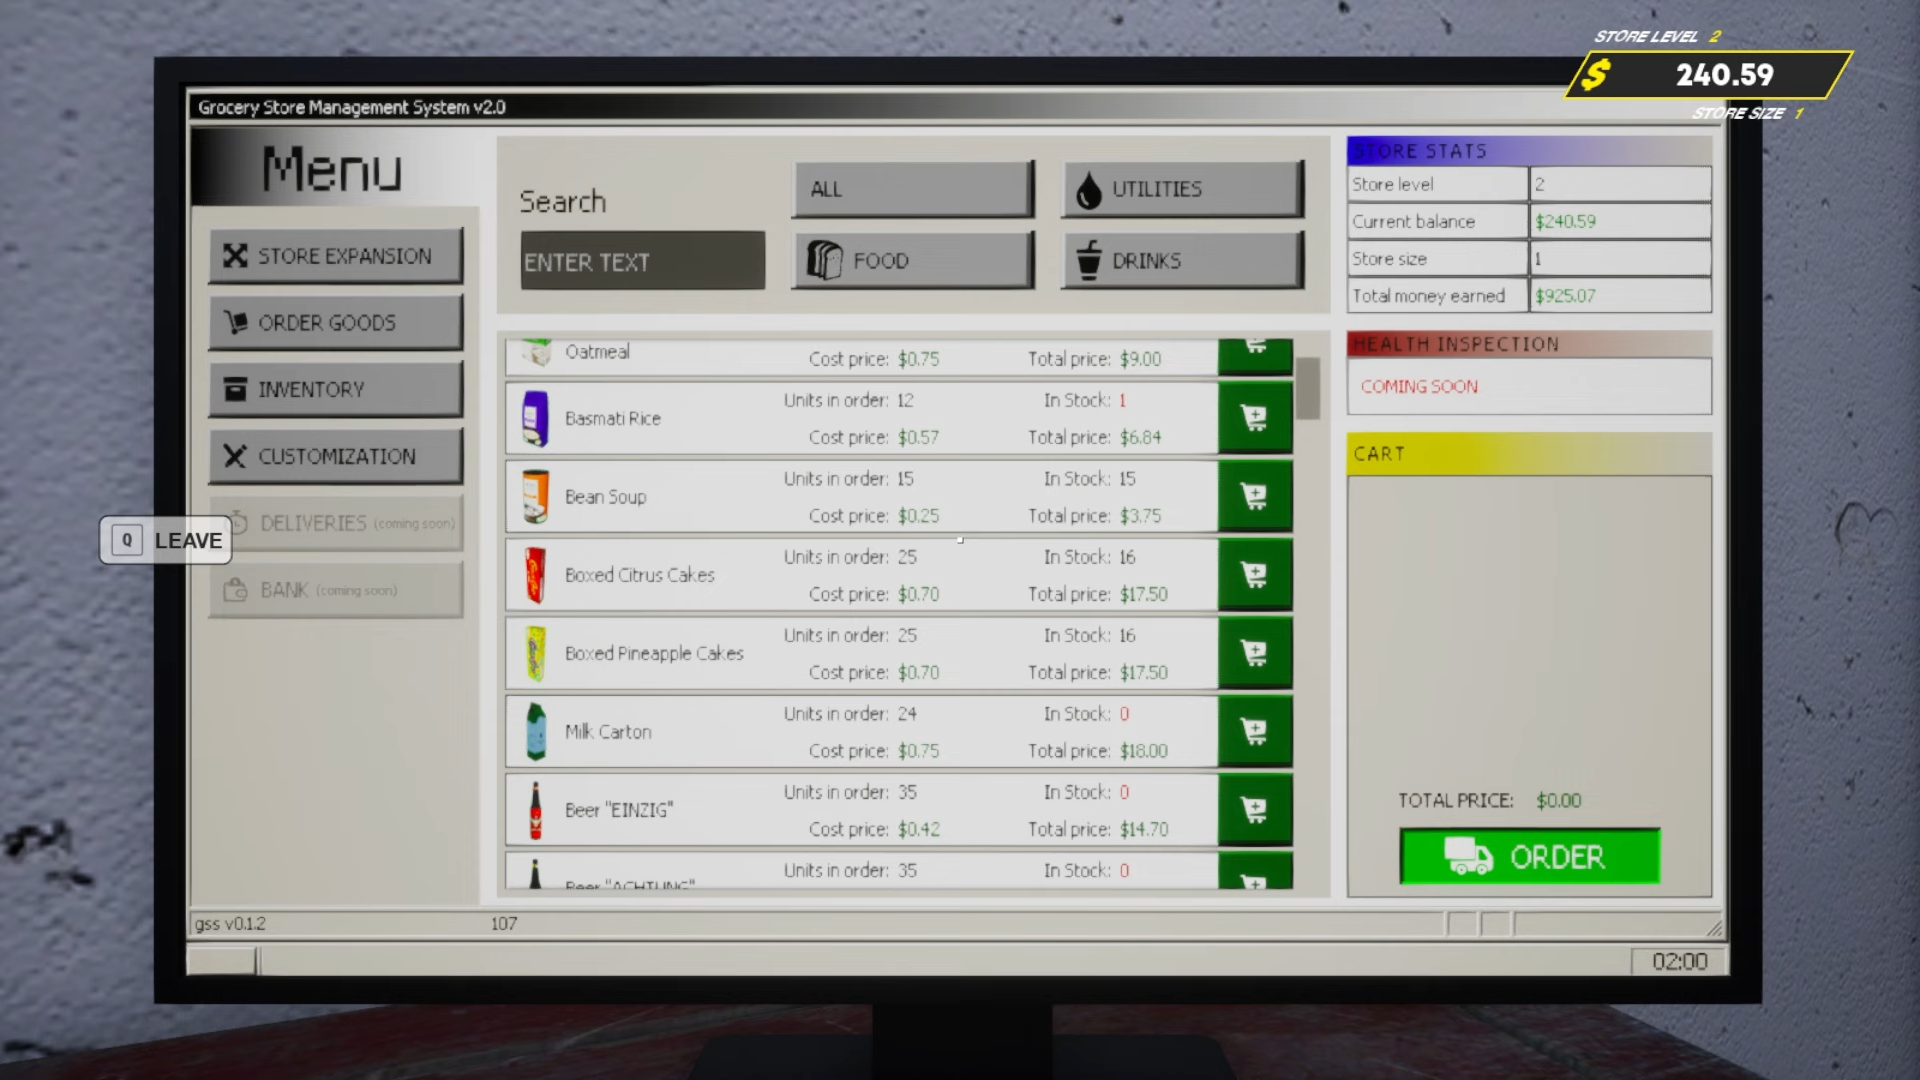 STORE LEVEL 2
$ 240.59
STORE SIZE 1
Grocery Store Management System v2.0
Menu
STORE EXPANSION
ORDER GOODS
INVENTORY
CUSTOMIZATION
DELIVERIES (coming soon)
BANK (coming soon)
Q LEAVE
Search
ENTER TEXT
ALL
UTILITIES
FOOD
DRINKS
Oatmeal
Cost price: $0.75 Total price: $9.00
Basmati Rice
Units in order: 12 In Stock: 1
Cost price: $0.57 Total price: $6.84
Bean Soup
Units in order: 15 In Stock: 15
Cost price: $0.25 Total price: $3.75
Boxed Citrus Cakes
Units in order: 25 In Stock: 16
Cost price: $0.70 Total price: $17.50
Boxed Pineapple Cakes
Units in order: 25 In Stock: 16
Cost price: $0.70 Total price: $17.50
Milk Carton
Units in order: 24 In Stock: 0
Cost price: $0.75 Total price: $18.00
Beer "EINZIG"
Units in order: 35 In Stock: 0
Cost price: $0.42 Total price: $14.70
Beer "ACHTUNG"
Units in order: 35 In Stock: 0
STORE STATS
Store level 2
Current balance $240.59
Store size 1
Total money earned $925.07
HEALTH INSPECTION
COMING SOON
CART
TOTAL PRICE: $0.00
ORDER
gss v0.1.2
107
02:00